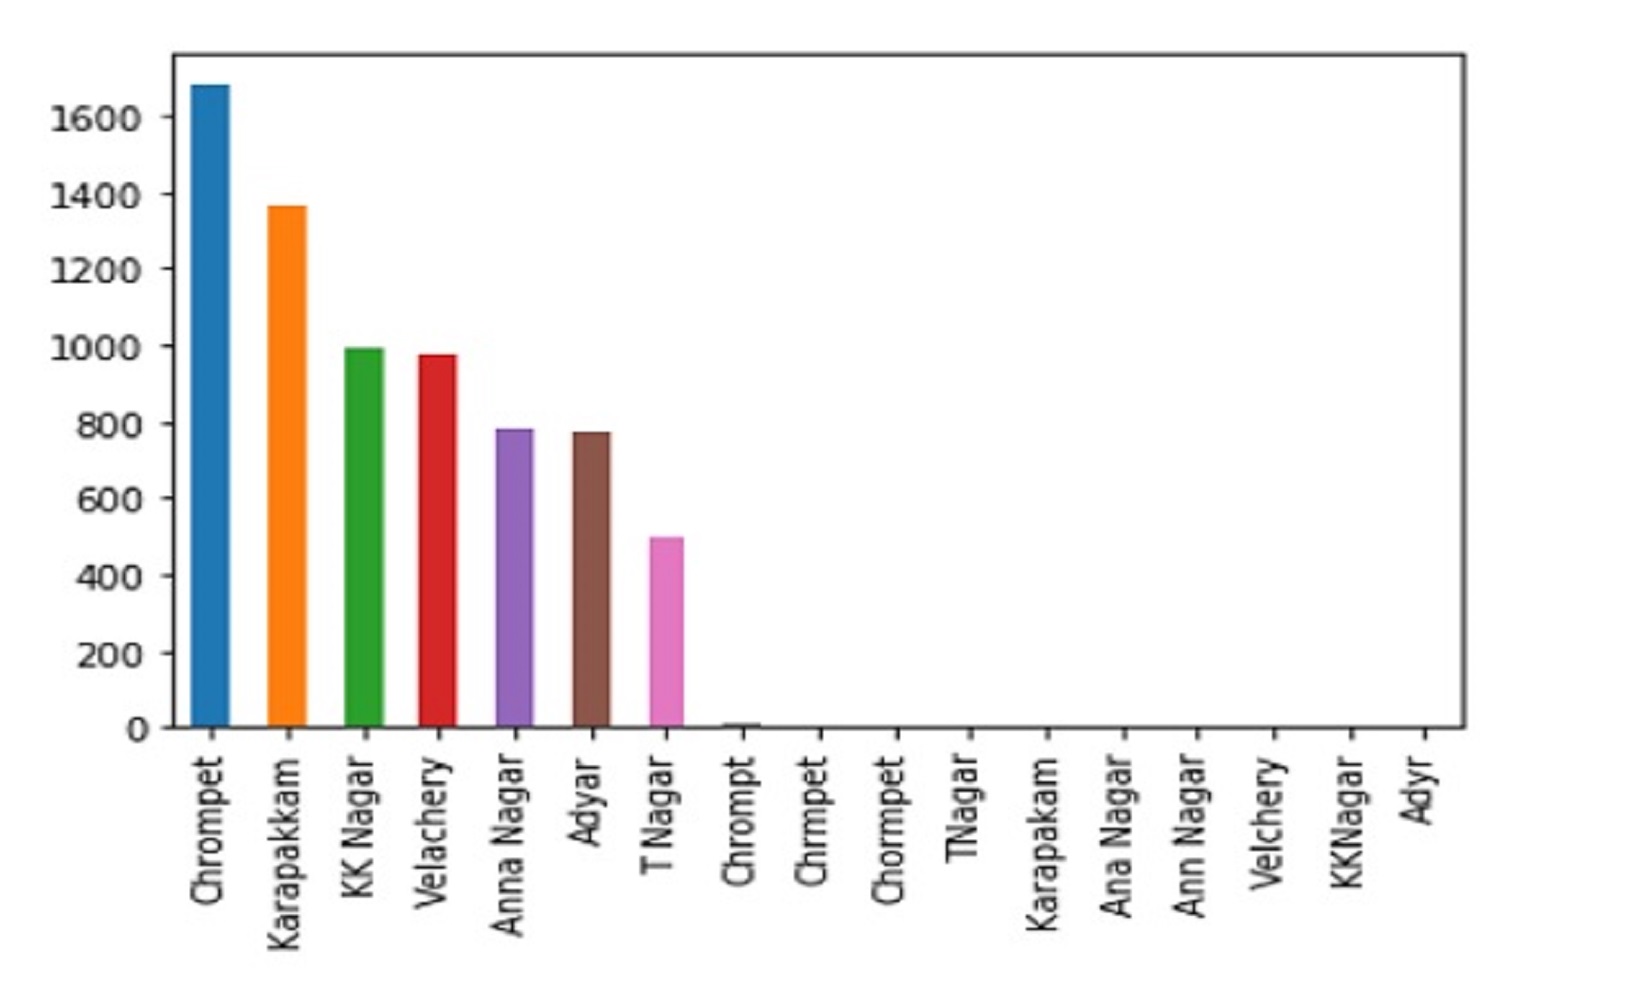 1600
1400
1200
1000
800
600
400
200
0
Chrompet
Karapakkam
KK Nagar
Velachery
Anna Nagar
Adyar
T Nagar
Chrompt
Chrmpet
Chormpet
TNagar
Karapakam
Ana Nagar
Ann Nagar
Velchery
KKNagar
Adyr